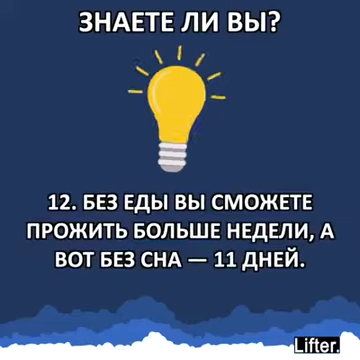 ЗНАЕТЕ ЛИ ВЫ?
12. БЕЗ ЕДЫ ВЫ СМОЖЕТЕ
ПРОЖИТЬ БОЛЬШЕ НЕДЕЛИ, А
ВОТ БЕЗ СНА — 11 ДНЕЙ.
Lifter.